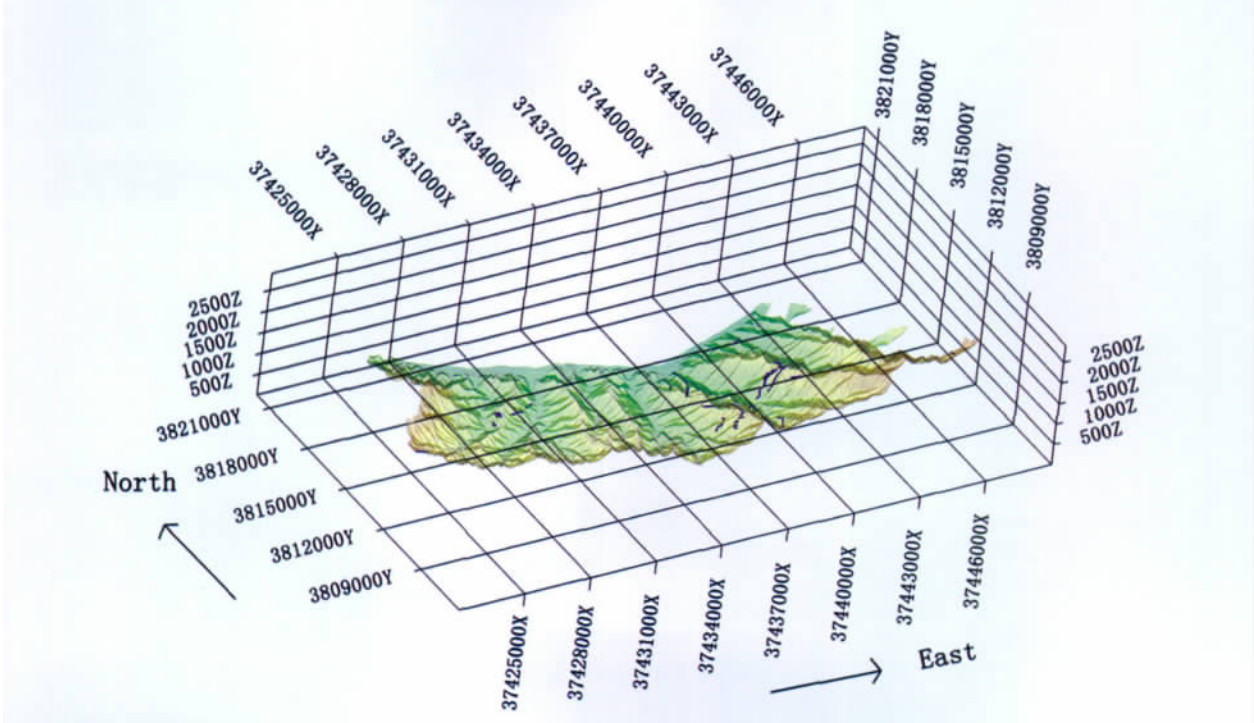 37425000X
37428000X
37431000X
37434000X
37437000X
37440000X
37443000X
37446000X
3821000Y
3818000Y
3815000Y
3812000Y
3809000Y
2500Z
2000Z
1500Z
1000Z
500Z
2500Z
2000Z
1500Z
1000Z
500Z
3821000Y
3818000Y
3815000Y
3812000Y
3809000Y
North
37425000X
37428000X
37431000X
37434000X
37437000X
37440000X
37443000X
37446000X
East